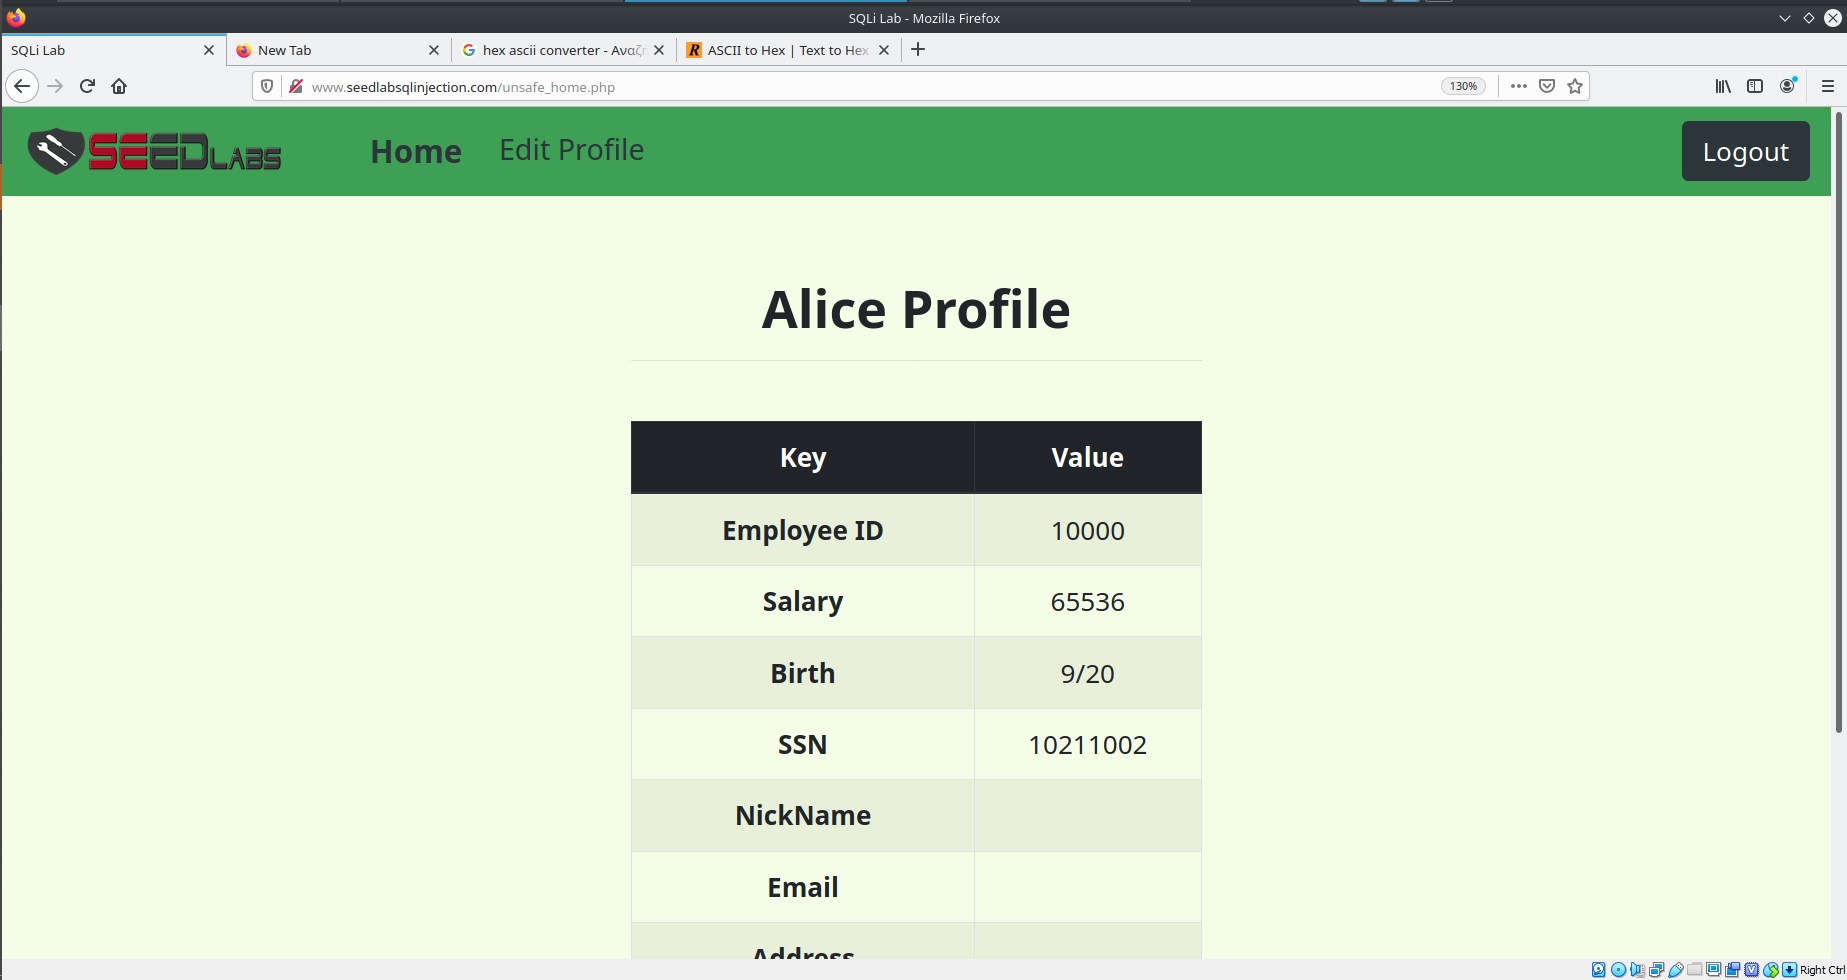 SQLi Lab - Mozilla Firefox
SQLi Lab New Tab hex ascii converter - Αναζή ASCII to Hex | Text to Hex
www.seedlabsqlinjection.com/unsafe_home.php 130%
SEEDLABS Home Edit Profile Logout
Alice Profile
Key Value
Employee ID 10000
Salary 65536
Birth 9/20
SSN 10211002
NickName
Email
Address
Right Ctrl